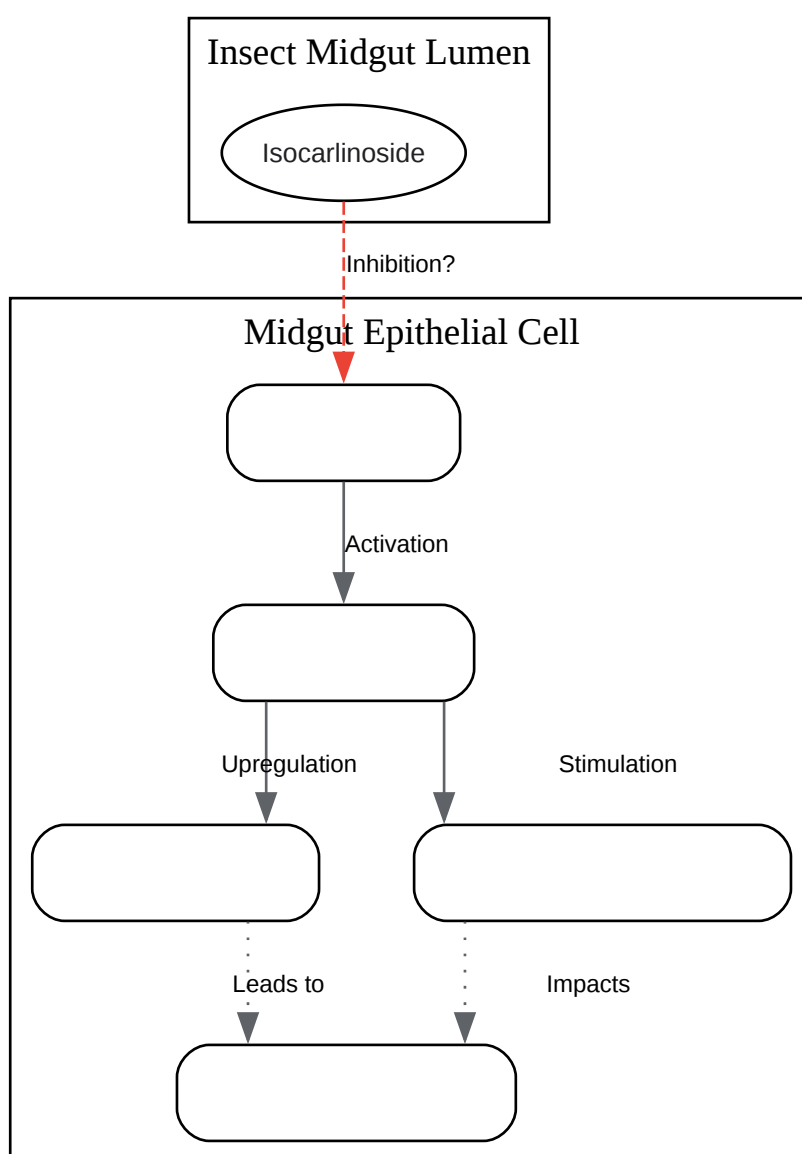 Insect Midgut Lumen
Isocarlinoside
Inhibition?
Midgut Epithelial Cell
Activation
Upregulation
Stimulation
Leads to
Impacts